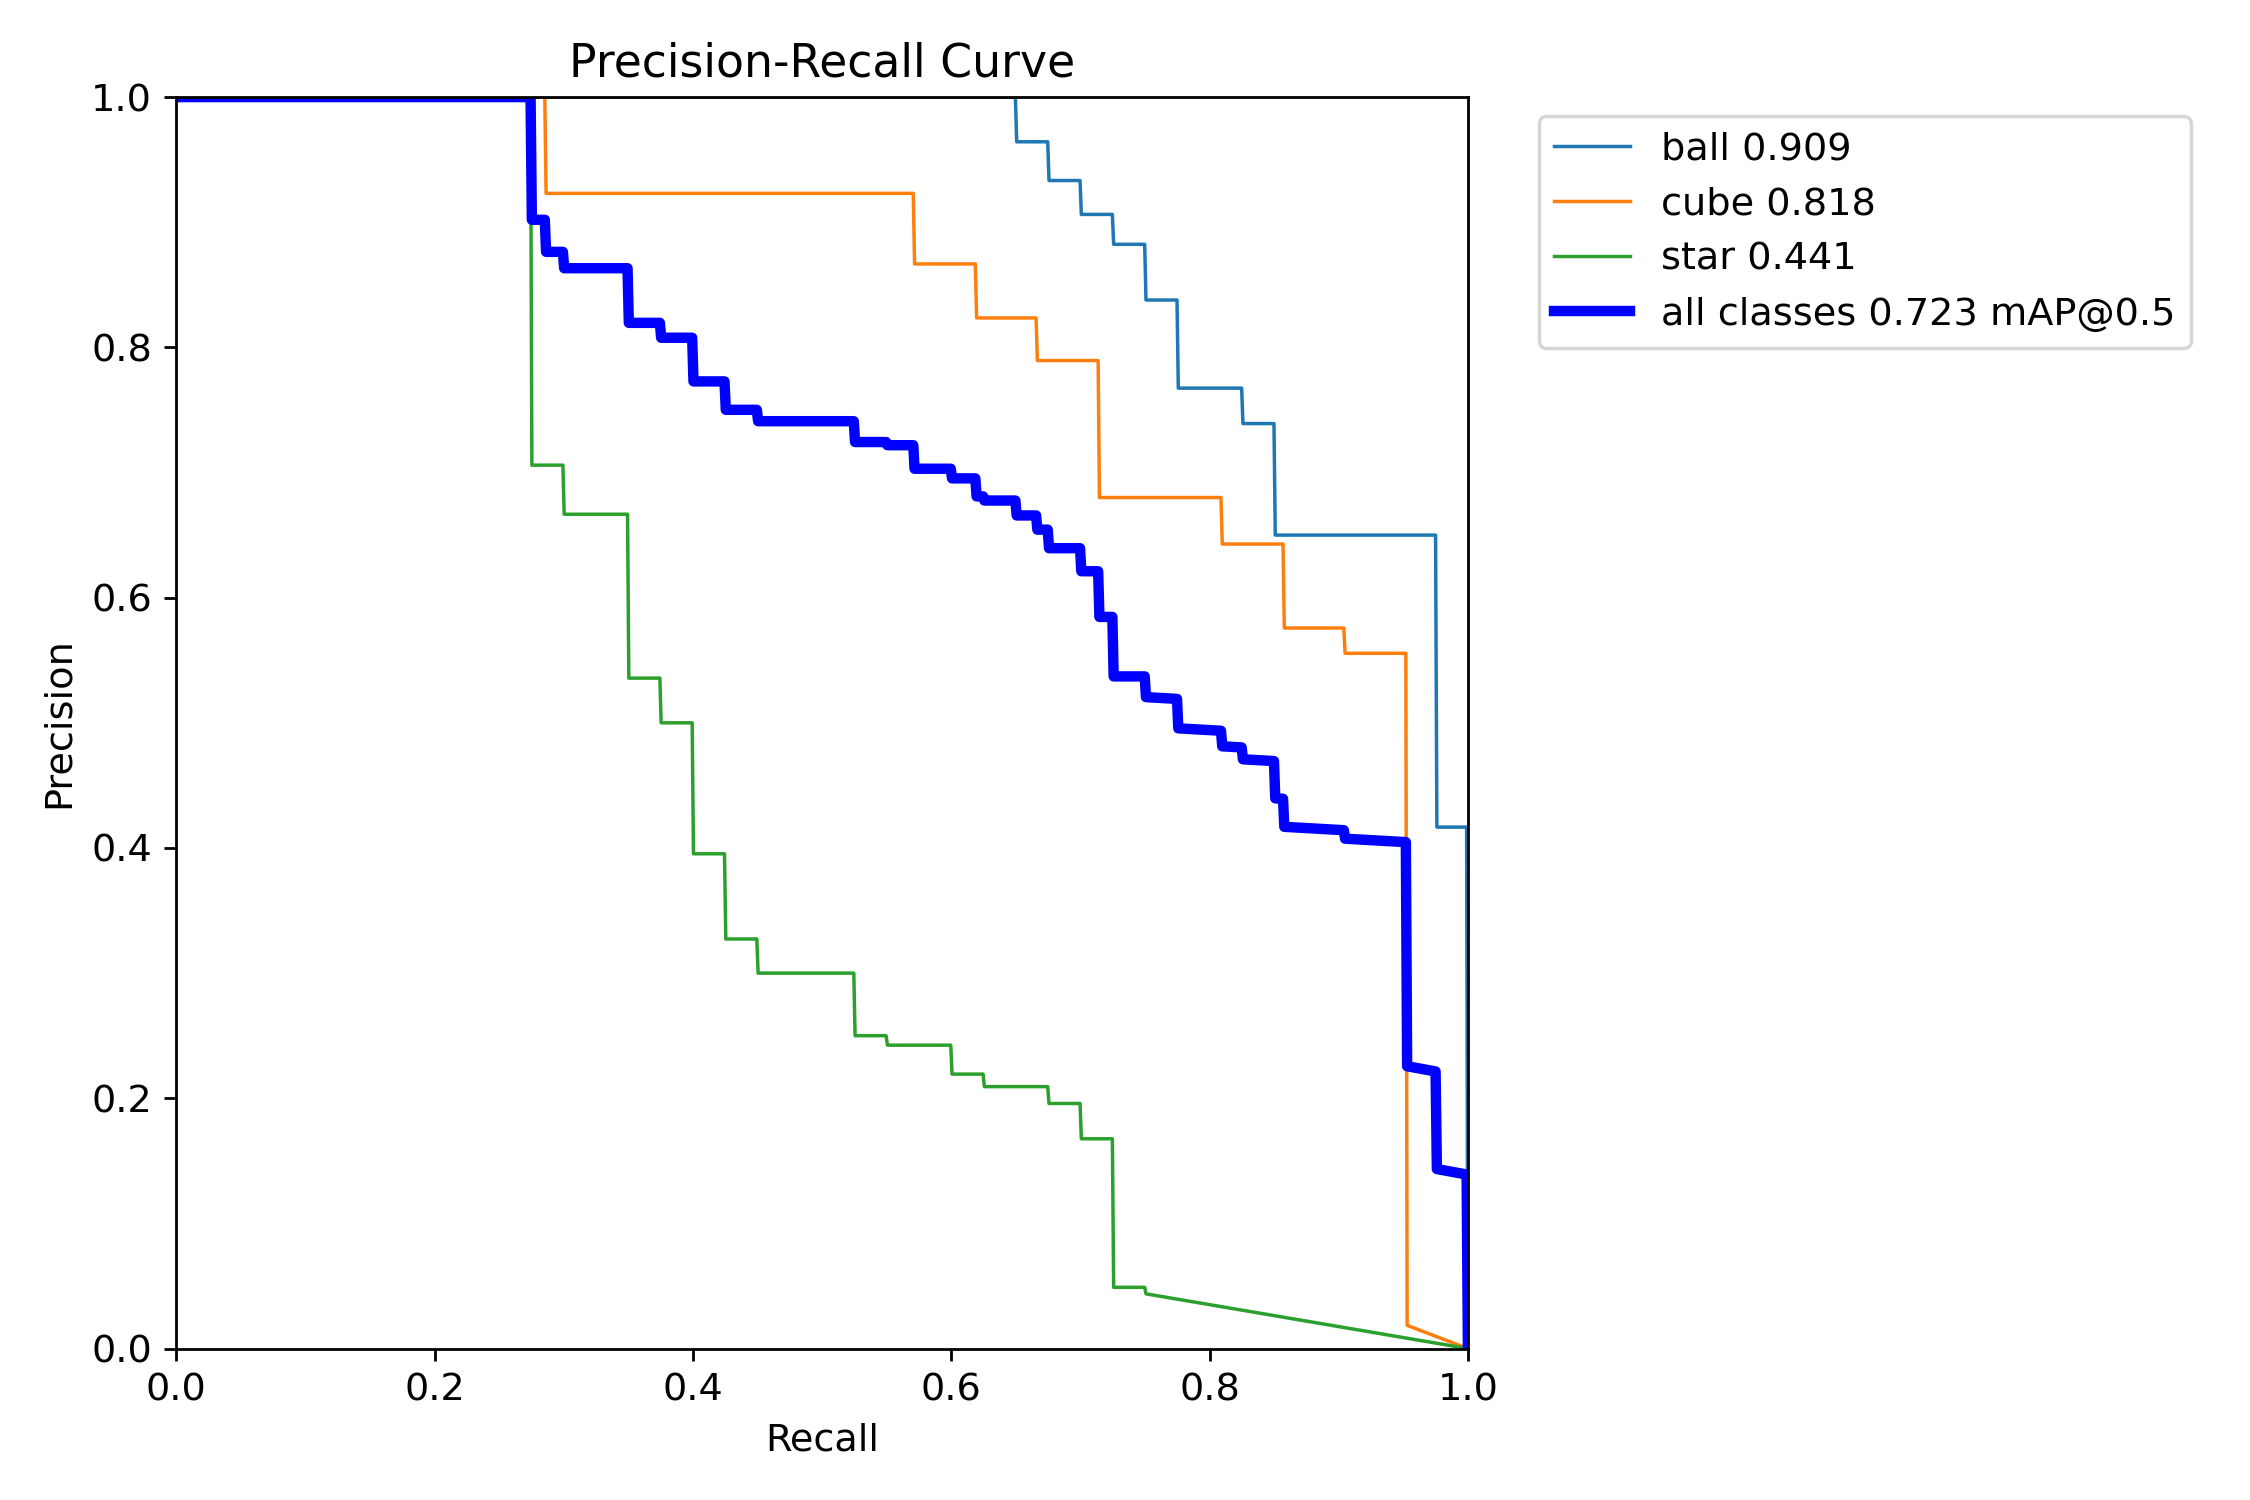 Precision-Recall Curve
1.0
0.8
0.6
0.4
0.2
0.0
Precision
0.0 0.2 0.4 0.6 0.8 1.0
Recall
ball 0.909
cube 0.818
star 0.441
all classes 0.723 mAP@0.5